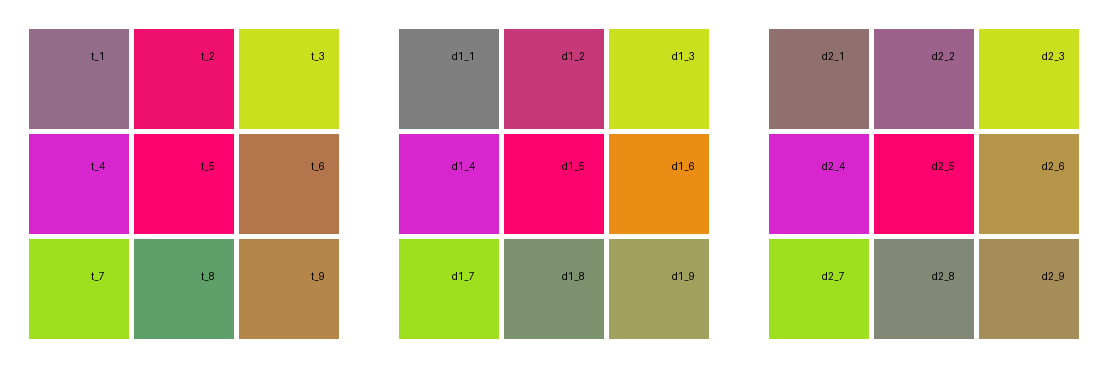 t_1 t_2 t_3 d1_1 d1_2 d1_3 d2_1 d2_2 d2_3
t_4 t_5 t_6 d1_4 d1_5 d1_6 d2_4 d2_5 d2_6
t_7 t_8 t_9 d1_7 d1_8 d1_9 d2_7 d2_8 d2_9